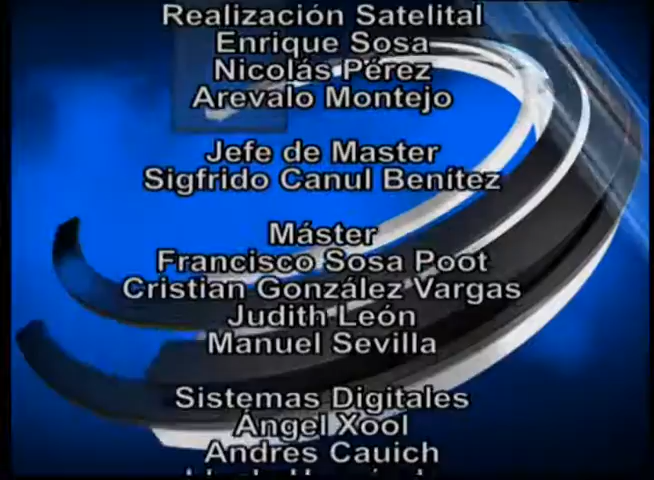 Realización Satelital
Enrique Sosa
Nicolás Pérez
Arevalo Montejo
Jefe de Master
Sigfrido Canul Benítez
Máster
Francisco Sosa Poot
Cristian González Vargas
Judith León
Manuel Sevilla
Sistemas Digitales
Ángel Xool
Andres Cauich